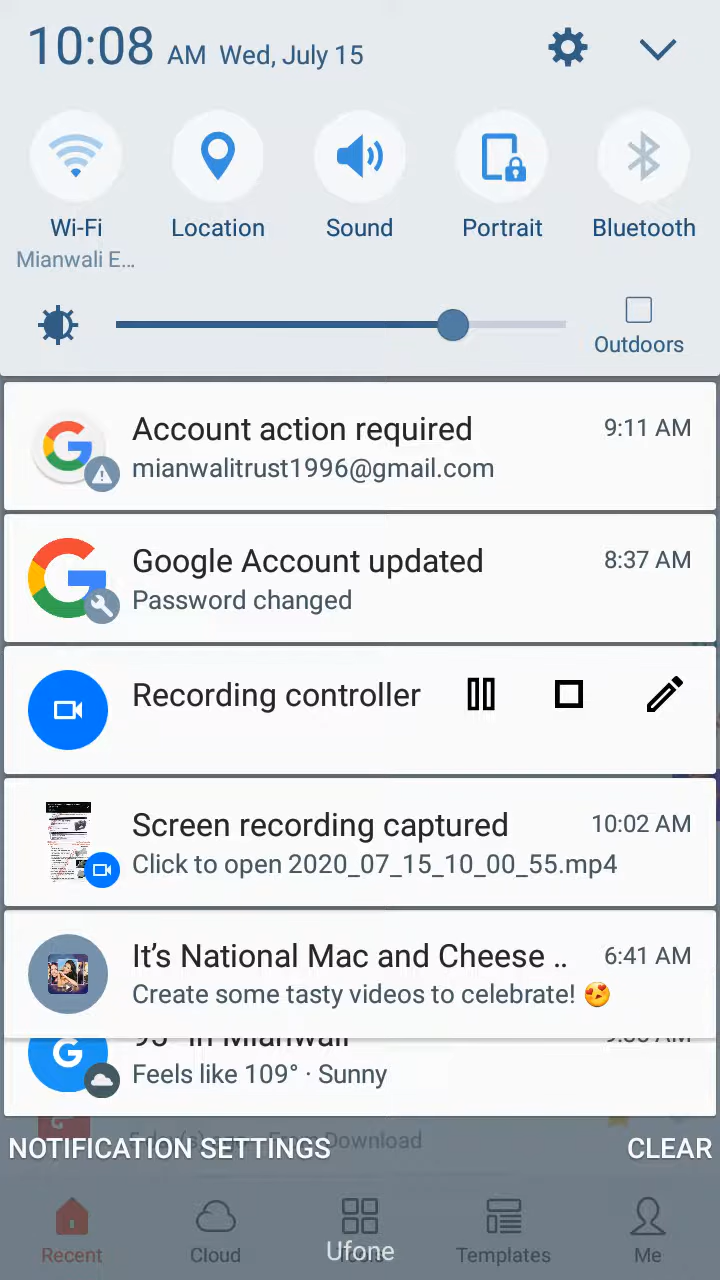 10:08 AM Wed, July 15
Wi-Fi Location Sound Portrait Bluetooth
Mianwali E...
Outdoors
Account action required 9:11 AM
mianwalitrust1996@gmail.com
Google Account updated 8:37 AM
Password changed
Recording controller
Screen recording captured 10:02 AM
Click to open 2020_07_15_10_00_55.mp4
It's National Mac and Cheese .. 6:41 AM
Create some tasty videos to celebrate! 😍
in Mianwali
Feels like 109° · Sunny
Download
NOTIFICATION SETTINGS CLEAR
Recent Cloud Templates Me
Ufone